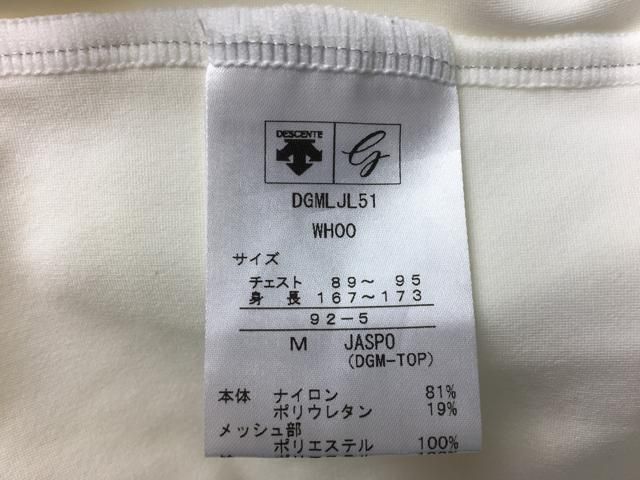 DESCENTE
DGMLJL51
WH00
サイズ
チェスト 89～ 95
身 長 167～173
92-5
M JASPO
(DGM-TOP)
本体 ナイロン 81%
ポリウレタン 19%
メッシュ部
ポリエステル 100%